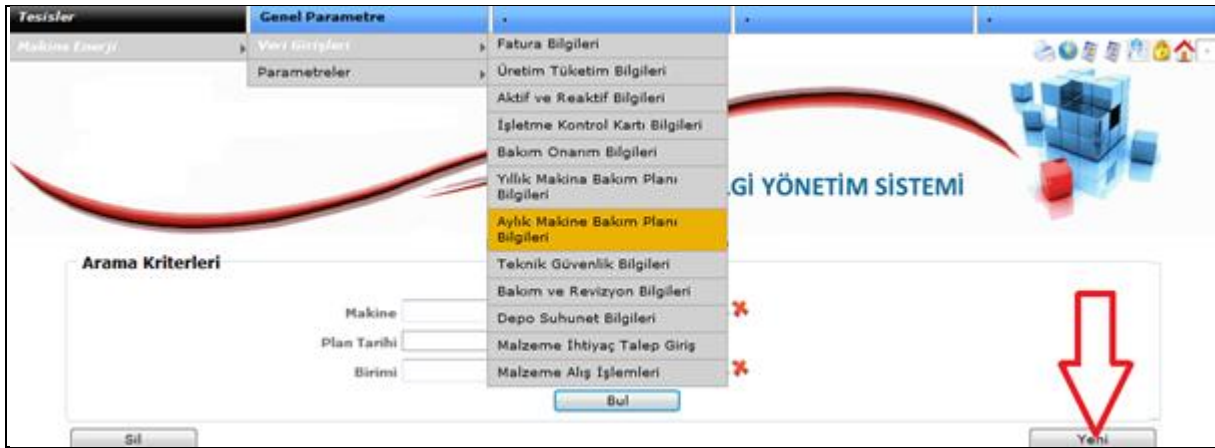 Tesisler
Genel Parametre
.
.
.
Makine Enerji
Veri Girişleri
Fatura Bilgileri
Parametreler
Üretim Tüketim Bilgileri
Aktif ve Reaktif Bilgileri
İşletme Kontrol Kartı Bilgileri
Bakım Onarım Bilgileri
Yıllık Makina Bakım Planı
Bilgileri
Gİ YÖNETİM SİSTEMİ
Aylık Makine Bakım Planı
Bilgileri
Arama Kriterleri
Teknik Güvenlik Bilgileri
Bakım ve Revizyon Bilgileri
Makine
Depo Suhunet Bilgileri
Plan Tarihi
Malzeme İhtiyaç Talep Giriş
Birimi
Malzeme Alış İşlemleri
Bul
Sil
Yeni